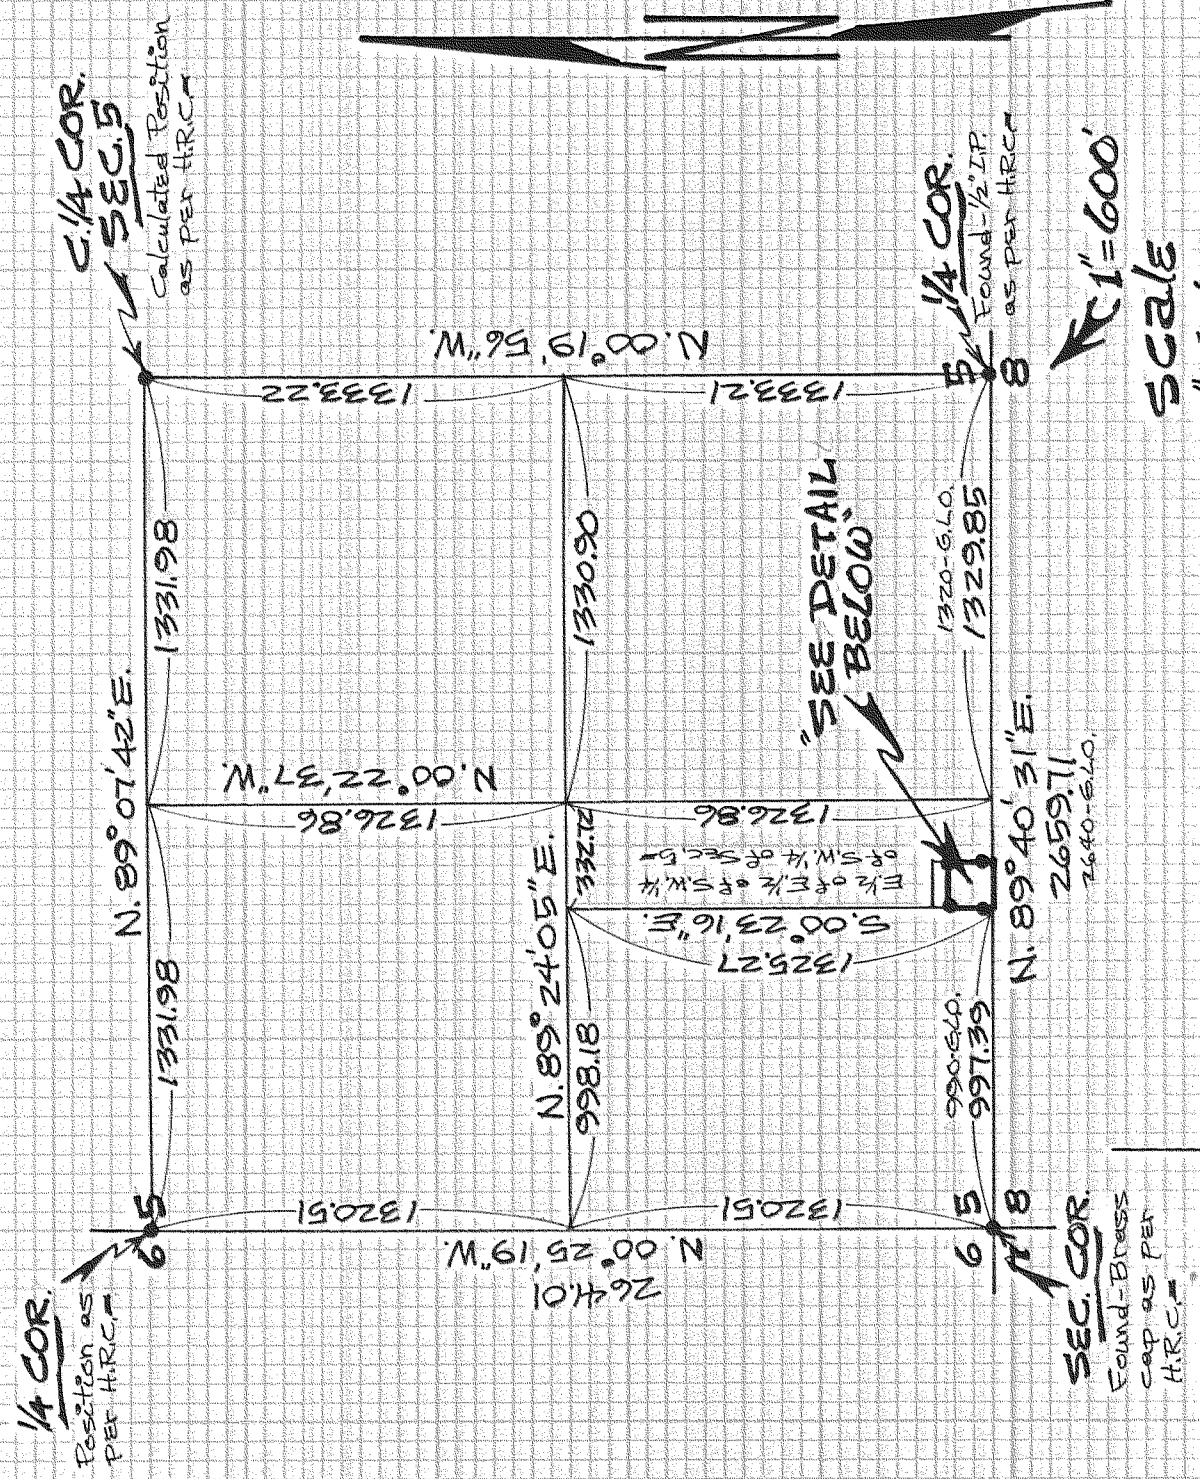 C. 1/4 COR.
SEC. 5
Calculated Position
as per H.R.C.
1/4 COR.
Position as
per H.R.C.
6 5
N. 89° 07' 42" E.
1331.98
1331.98
N. 00° 19' 56" W.
1333.22
1333.21
N. 00° 22' 37" W.
1326.86
1326.86
N. 89° 24' 05" E.
998.18
332.72
1330.90
S. 00° 23' 16" E.
1325.27
E. 1/2 of E. 1/2 of S.W. 1/4
of S.W. 1/4 of Sec. 5
N. 00° 25' 19" W.
2641.01
1320.51
1320.51
"SEE DETAIL
BELOW"
990-G.L.O.
997.39
1320-G.L.O.
1329.85
N. 89° 40' 31" E.
2659.71
2640-G.L.O.
6 5
7 8
SEC. COR.
Found-Brass
cap as per
H.R.C.
5
8
1/4 COR.
Found-1/2" I.P.
as per H.R.C.
N
1"=600'
Scale